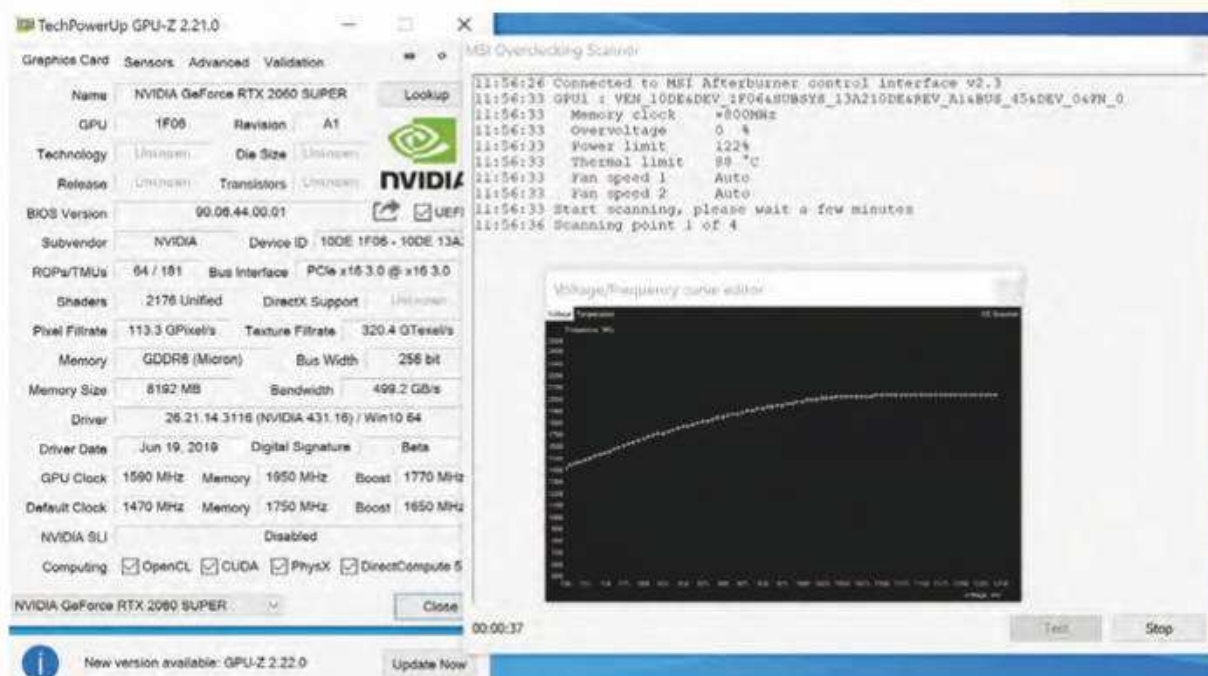 TechPowerUp GPU-Z 2.21.0
Graphics Card Sensors Advanced Validation
Name NVIDIA GeForce RTX 2060 SUPER Lookup
GPU 1F06 Revision A1
Technology Unknown Die Size Unknown
Release Unknown Transistors Unknown
NVIDIA
BIOS Version 90.06.44.00.01 UEFI
Subvendor NVIDIA Device ID 10DE 1F06 - 10DE 13A
ROPs/TMUs 64 / 181 Bus Interface PCIe x16 3.0 @ x16 3.0
Shaders 2176 Unified DirectX Support Unknown
Pixel Fillrate 113.3 GPixel/s Texture Fillrate 320.4 GTexel/s
Memory GDDR6 (Micron) Bus Width 256 bit
Memory Size 8192 MB Bandwidth 499.2 GB/s
Driver 26.21.14.3116 (NVIDIA 431.16) / Win10 64
Driver Date Jun 19, 2019 Digital Signature Beta
GPU Clock 1590 MHz Memory 1950 MHz Boost 1770 MHz
Default Clock 1470 MHz Memory 1750 MHz Boost 1650 MHz
NVIDIA SLI Disabled
Computing OpenCL CUDA PhysX DirectCompute 5
NVIDIA GeForce RTX 2060 SUPER Close
New version available: GPU-Z 2.22.0 Update Now
MSI Overclocking Scanner
11:56:26 Connected to MSI Afterburner control interface v2.3
11:56:33 GPU1 : VEN_10DE&DEV_1F06&SUBSYS_13A210DE&REV_A1&BUS_45&DEV_0&FN_0
11:56:33 Memory clock +800MHz
11:56:33 Overvoltage 0 %
11:56:33 Power limit 122%
11:56:33 Thermal limit 88 °C
11:56:33 Fan speed 1 Auto
11:56:33 Fan speed 2 Auto
11:56:33 Start scanning, please wait a few minutes
11:56:36 Scanning point 1 of 4
Voltage/Frequency curve editor
Voltage Temperature OC Scanner
Frequency, MHz
Voltage, mV
00:00:37 Test Stop